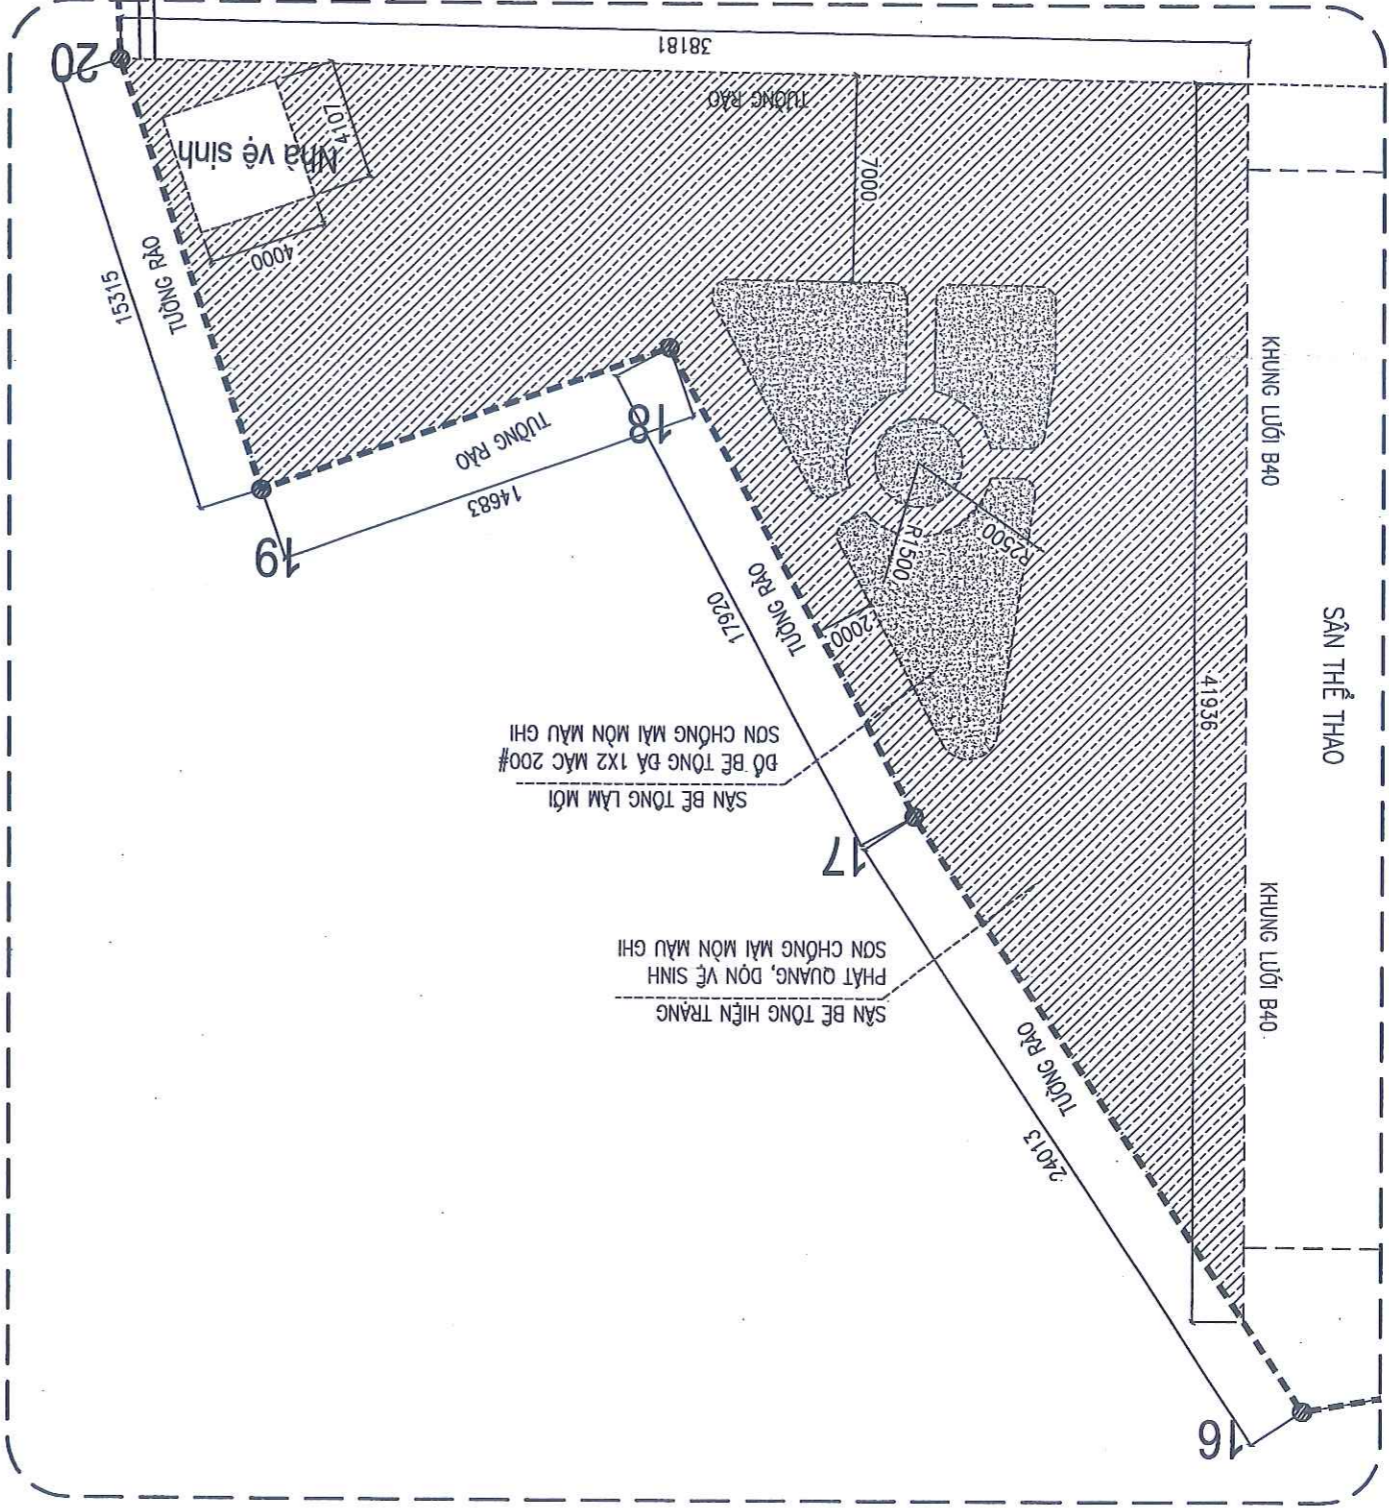 38181
20
TƯỜNG RÀO
4107
Nhà vệ sinh
7000
4000
TƯỜNG RÀO
15315
KHUNG LƯỚI B40
18
TƯỜNG RÀO
14683
19
R1500
R2500
TƯỜNG RÀO
17920
2000
SÂN THỂ THAO
41936
SÂN BÊ TÔNG LÀM MỚI
ĐỔ BÊ TÔNG ĐÁ 1X2 MÁC 200#
SƠN CHỐNG MÀI MÒN MÀU GHI
17
KHUNG LƯỚI B40
SÂN BÊ TÔNG HIỆN TRẠNG
PHÁT QUANG, DỌN VỆ SINH
SƠN CHỐNG MÀI MÒN MÀU GHI
TƯỜNG RÀO
24013
16